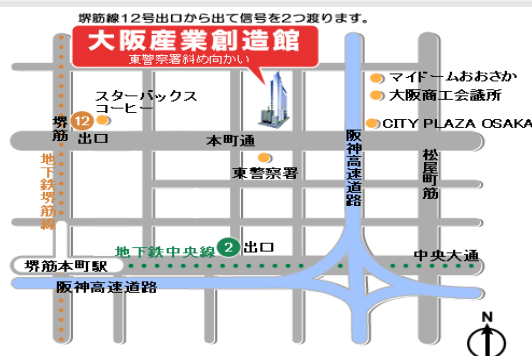 堺筋線12号出口から出て信号を2つ渡ります。
大阪産業創造館
東警察署斜め向かい
マイドームおおさか
大阪商工会議所
CITY PLAZA OSAKA
スターバックス
コーヒー
堺筋
12
出口
本町通
東警察署
阪神高速道路
松屋町筋
地下鉄堺筋線
地下鉄中央線
2
出口
中央大通
堺筋本町駅
阪神高速道路
N